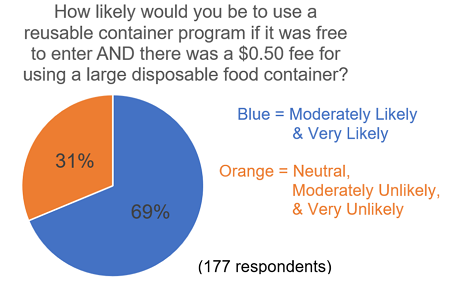 How likely would you be to use a
reusable container program if it was free
to enter AND there was a $0.50 fee for
using a large disposable food container?
Blue = Moderately Likely
& Very Likely
31%
Orange = Neutral,
Moderately Unlikely,
& Very Unlikely
69%
(177 respondents)